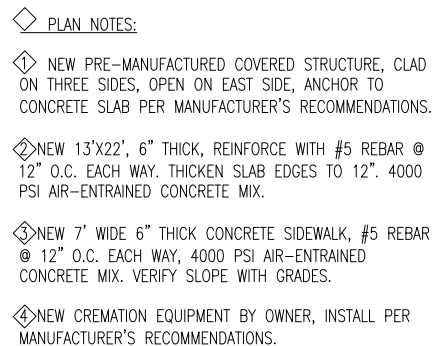 PLAN NOTES:
1 NEW PRE-MANUFACTURED COVERED STRUCTURE, CLAD
ON THREE SIDES, OPEN ON EAST SIDE, ANCHOR TO
CONCRETE SLAB PER MANUFACTURER'S RECOMMENDATIONS.
2 NEW 13'X22', 6" THICK, REINFORCE WITH #5 REBAR @
12" O.C. EACH WAY. THICKEN SLAB EDGES TO 12". 4000
PSI AIR-ENTRAINED CONCRETE MIX.
3 NEW 7' WIDE 6" THICK CONCRETE SIDEWALK, #5 REBAR
@ 12" O.C. EACH WAY, 4000 PSI AIR-ENTRAINED
CONCRETE MIX. VERIFY SLOPE WITH GRADES.
4 NEW CREMATION EQUIPMENT BY OWNER, INSTALL PER
MANUFACTURER'S RECOMMENDATIONS.